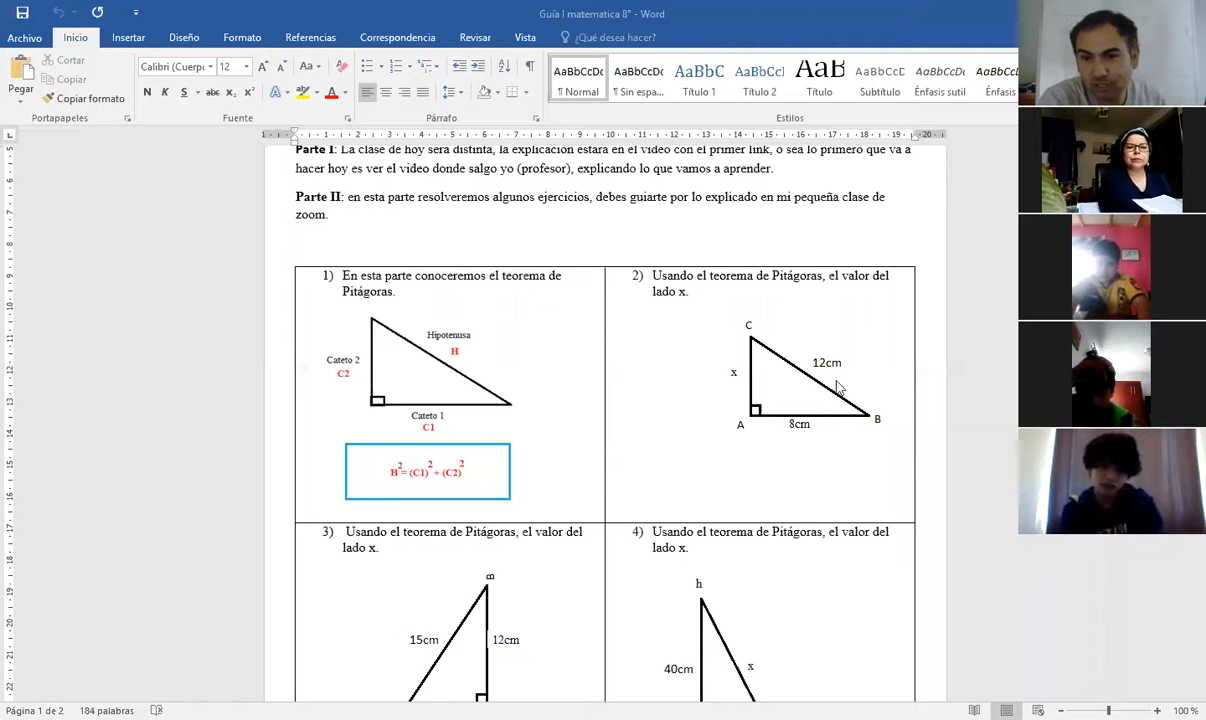 Guía I matematica 8° - Word
Archivo Inicio Insertar Diseño Formato Referencias Correspondencia Revisar Vista ¿Qué desea hacer?
Pegar
Cortar
Copiar
Copiar formato
Portapapeles
Calibri (Cuerpo 12
N K S abc x₂ x²
Fuente
Párrafo
AaBbCcDc AaBbCcDc AaBbC AaBbCcD AaB AaBbCcD AaBbCcDt AaBbCcDt
¶ Normal ¶ Sin espa... Título 1 Título 2 Título Subtítulo Énfasis sutil Énfasis
Estilos
Parte I: La clase de hoy será distinta, la explicación estará en el video con el primer link, o sea lo primero que va a
hacer hoy es ver el video donde salgo yo (profesor), explicando lo que vamos a aprender.
Parte II: en esta parte resolveremos algunos ejercicios, debes guiarte por lo explicado en mi pequeña clase de
zoom.
1) En esta parte conoceremos el teorema de
Pitágoras.
Hipotenusa
H
Cateto 2
C2
Cateto 1
C1
H²= (C1)² + (C2)²
2) Usando el teorema de Pitágoras, el valor del
lado x.
C
12cm
x
A
8cm
B
3) Usando el teorema de Pitágoras, el valor del
lado x.
B
15cm
12cm
4) Usando el teorema de Pitágoras, el valor del
lado x.
h
40cm
x
Página 1 de 2 184 palabras
100 %